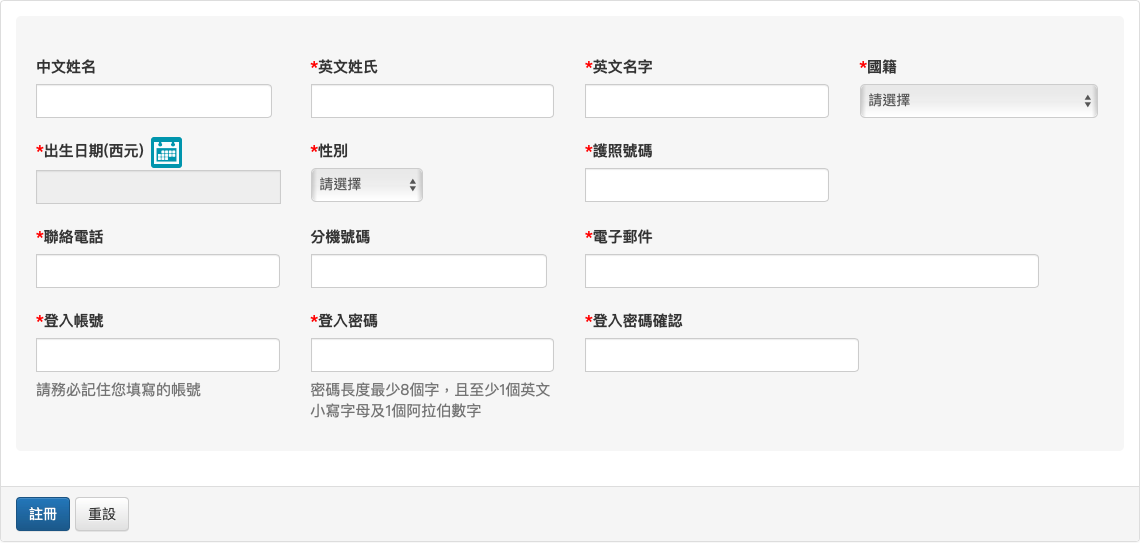 中文姓名
*英文姓氏
*英文名字
*國籍
請選擇
*出生日期(西元)
*性別
請選擇
*護照號碼
*聯絡電話
分機號碼
*電子郵件
*登入帳號
*登入密碼
*登入密碼確認
請務必記住您填寫的帳號
密碼長度最少8個字，且至少1個英文
小寫字母及1個阿拉伯數字
註冊
重設